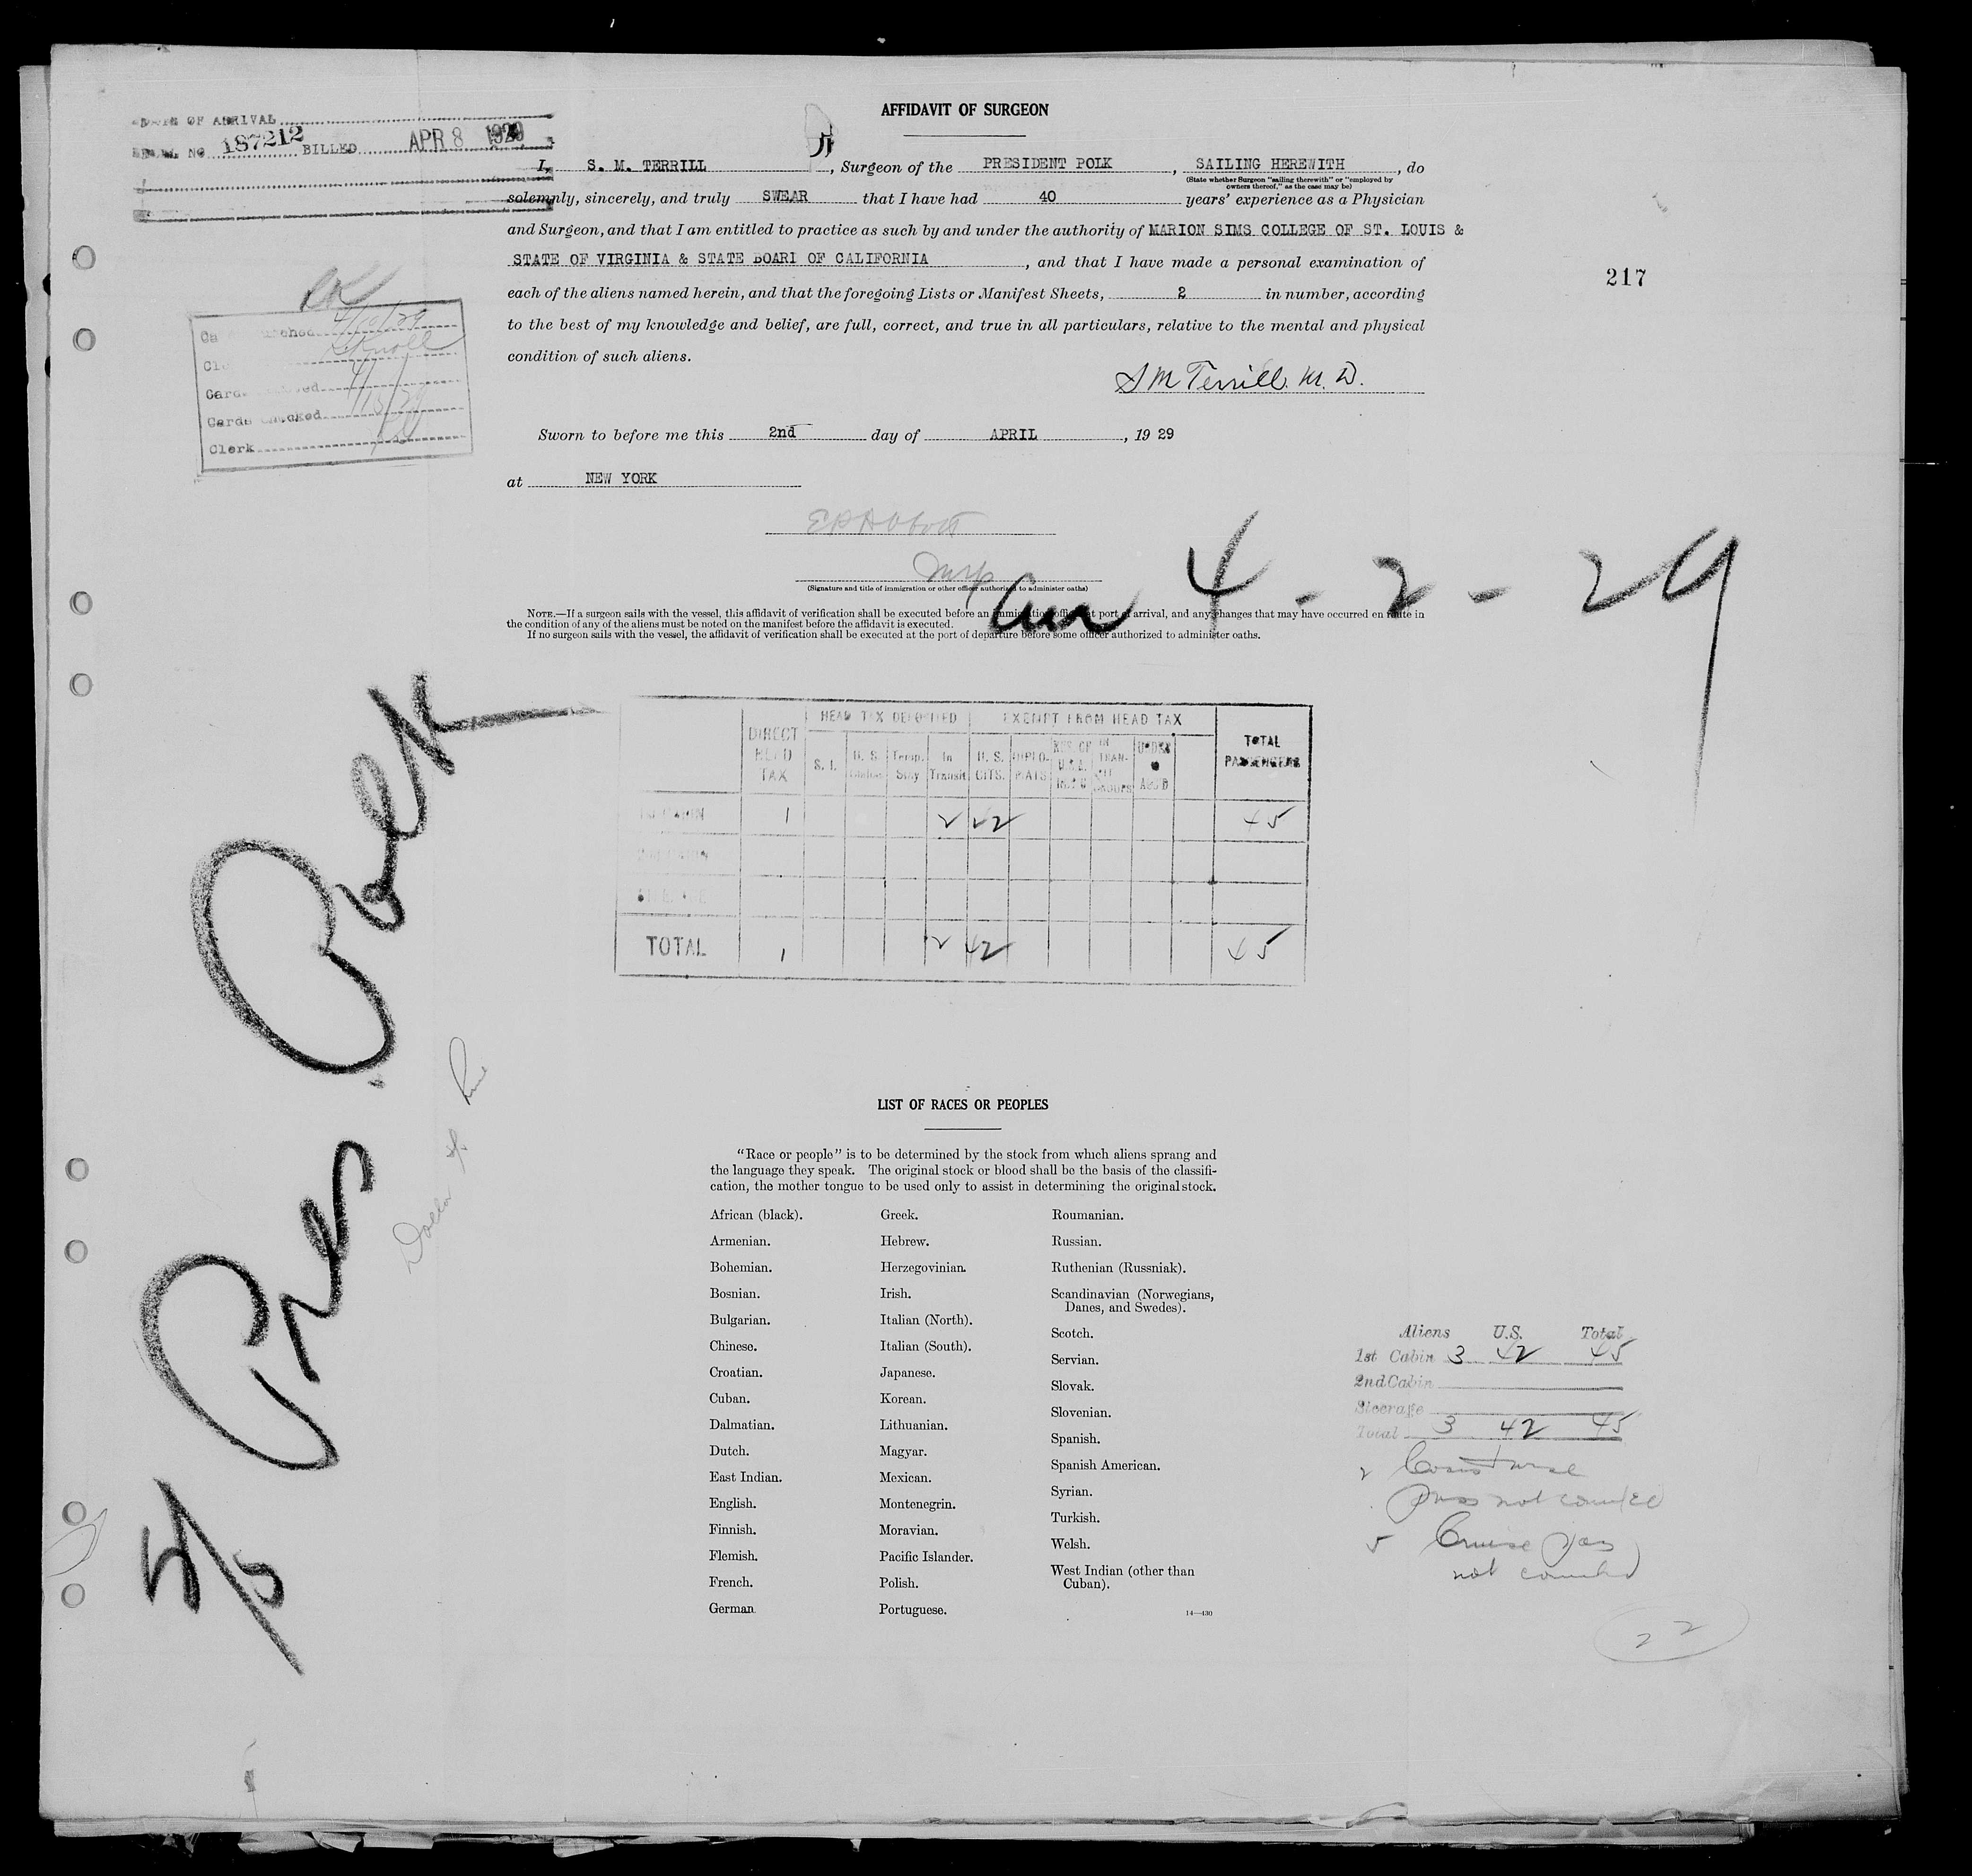 AFFIDAVIT OF SURGEON
OF ARRIVAL
NO 187212 BILLED APR 8 1929
I, S. M. TERRILL, Surgeon of the PRESIDENT POLK, SAILING HEREWITH, do
(State whether Surgeon "sailing therewith" or "employed by
owners thereof," as the case may be)
solemnly, sincerely, and truly SWEAR that I have had 40 years' experience as a Physician
and Surgeon, and that I am entitled to practice as such by and under the authority of MARION SIMS COLLEGE OF ST. LOUIS &
STATE OF VIRGINIA & STATE BOARI OF CALIFORNIA, and that I have made a personal examination of
each of the aliens named herein, and that the foregoing Lists or Manifest Sheets, 2 in number, according
to the best of my knowledge and belief, are full, correct, and true in all particulars, relative to the mental and physical
condition of such aliens.
217
S M Terrill. M. D.
Cards Checked
Clerk
Sworn to before me this 2nd day of APRIL, 19 29
at NEW YORK
(Signature and title of immigration or other officer authorized to administer oaths)
4 - 2 - 29
NOTE.—If a surgeon sails with the vessel, this affidavit of verification shall be executed before an immigration officer at port of arrival, and any changes that may have occurred en route in
the condition of any of the aliens must be noted on the manifest before the affidavit is executed.
If no surgeon sails with the vessel, the affidavit of verification shall be executed at the port of departure before some officer authorized to administer oaths.
Pres. Polk
HEAD TAX DEPOSITED EXEMPT FROM HEAD TAX
DIRECT HEAD TAX S. I. U. S. Temp. Stay In Transit U. S. CITS. DIPLO-MATS UNDER TOTAL PASSENGERS
1 2 42 45
TOTAL 1 2 42 45
Dollar Line
LIST OF RACES OR PEOPLES
"Race or people" is to be determined by the stock from which aliens sprang and
the language they speak. The original stock or blood shall be the basis of the classifi-
cation, the mother tongue to be used only to assist in determining the original stock.
African (black).
Armenian.
Bohemian.
Bosnian.
Bulgarian.
Chinese.
Croatian.
Cuban.
Dalmatian.
Dutch.
East Indian.
English.
Finnish.
Flemish.
French.
German
Greek.
Hebrew.
Herzegovinian.
Irish.
Italian (North).
Italian (South).
Japanese.
Korean.
Lithuanian.
Magyar.
Mexican.
Montenegrin.
Moravian.
Pacific Islander.
Polish.
Portuguese.
Roumanian.
Russian.
Ruthenian (Russniak).
Scandinavian (Norwegians,
Danes, and Swedes).
Scotch.
Servian.
Slovak.
Slovenian.
Spanish.
Spanish American.
Syrian.
Turkish.
Welsh.
West Indian (other than
Cuban).
14—430
Aliens U.S. Total
1st Cabin 3 42 45
2nd Cabin
Steerage
Total 3 42 45
2 Coastwise
pass not counted
5 Cruise pas
not counted
22